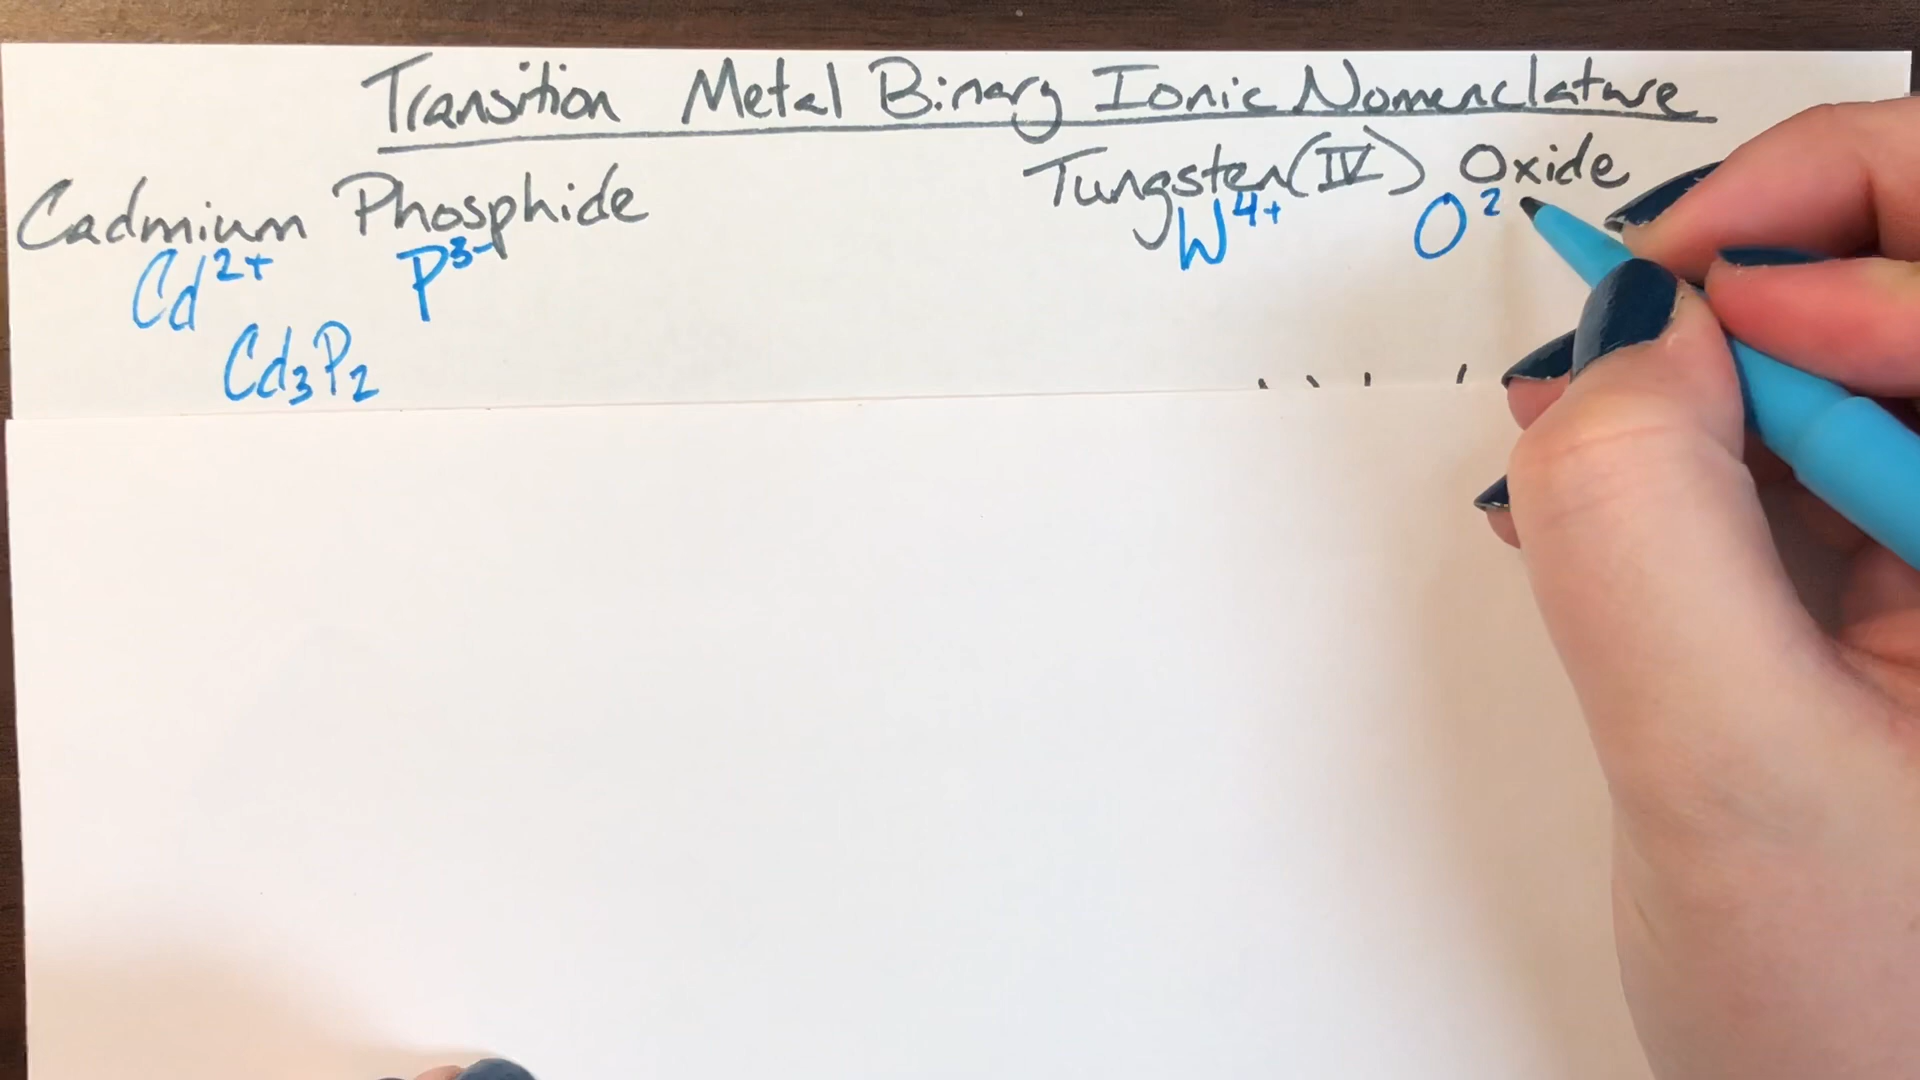 Transition Metal Binary Ionic Nomenclature
Cadmium Phosphide
Cd²⁺ P³⁻
Cd₃P₂
Tungsten(IV) Oxide
W⁴⁺ O²